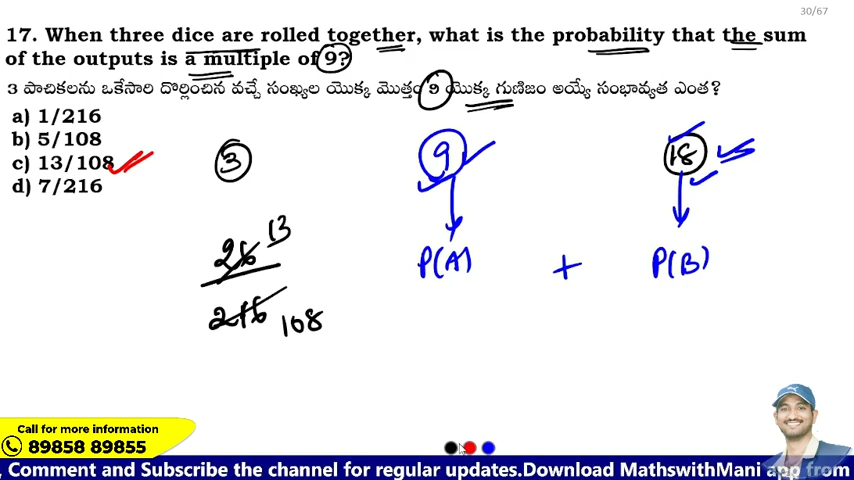 30/67
17. When three dice are rolled together, what is the probability that the sum
of the outputs is a multiple of 9?
3 పాచికలను ఒకేసారి దొర్లించిన వచ్చే సంఖ్యల యొక్క మొత్తం 9 యొక్క గుణిజం అయ్యే సంభావ్యత ఎంత?
a) 1/216
b) 5/108
c) 13/108
d) 7/216
3
9
18
26 13
216 108
P(A) + P(B)
Call for more information
89858 89855
, Comment and Subscribe the channel for regular updates.Download MathswithMani app from